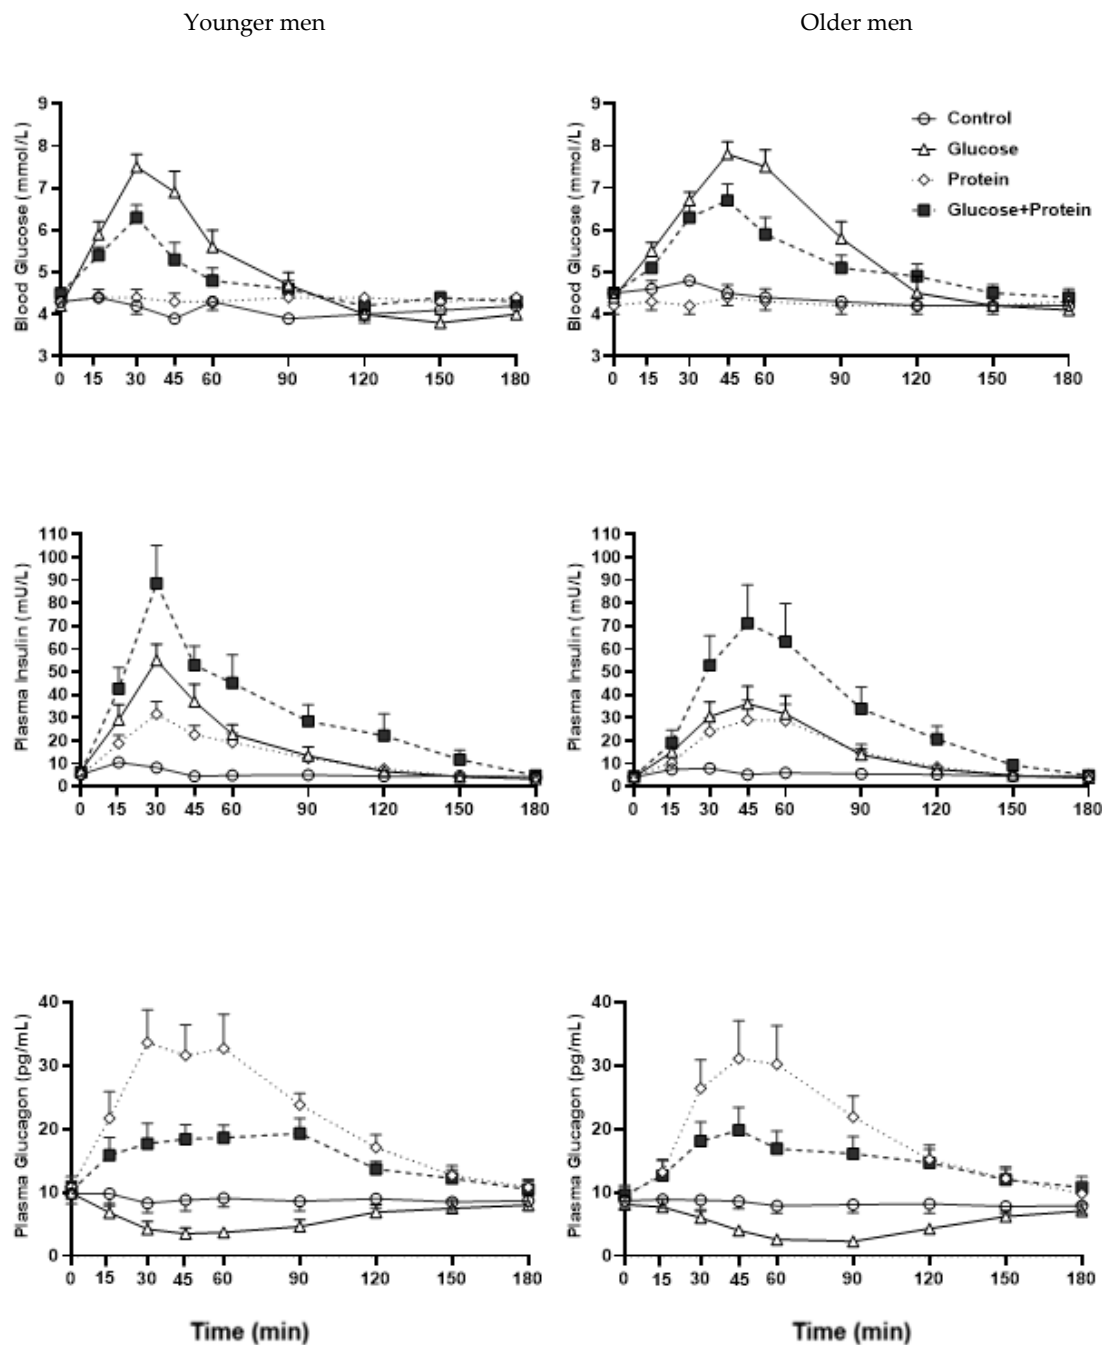 Younger men
Older men
Blood Glucose (mmol/L)
9
8
7
6
5
4
3
0 15 30 45 60 90 120 150 180
Blood Glucose (mmol/L)
9
8
7
6
5
4
3
0 15 30 45 60 90 120 150 180
Control
Glucose
Protein
Glucose+Protein
Plasma Insulin (mU/L)
110
100
90
80
70
60
50
40
30
20
10
0
0 15 30 45 60 90 120 150 180
Plasma Insulin (mU/L)
110
100
90
80
70
60
50
40
30
20
10
0
0 15 30 45 60 90 120 150 180
Plasma Glucagon (pg/mL)
40
30
20
10
0
0 15 30 45 60 90 120 150 180
Time (min)
Plasma Glucagon (pg/mL)
40
30
20
10
0
0 15 30 45 60 90 120 150 180
Time (min)